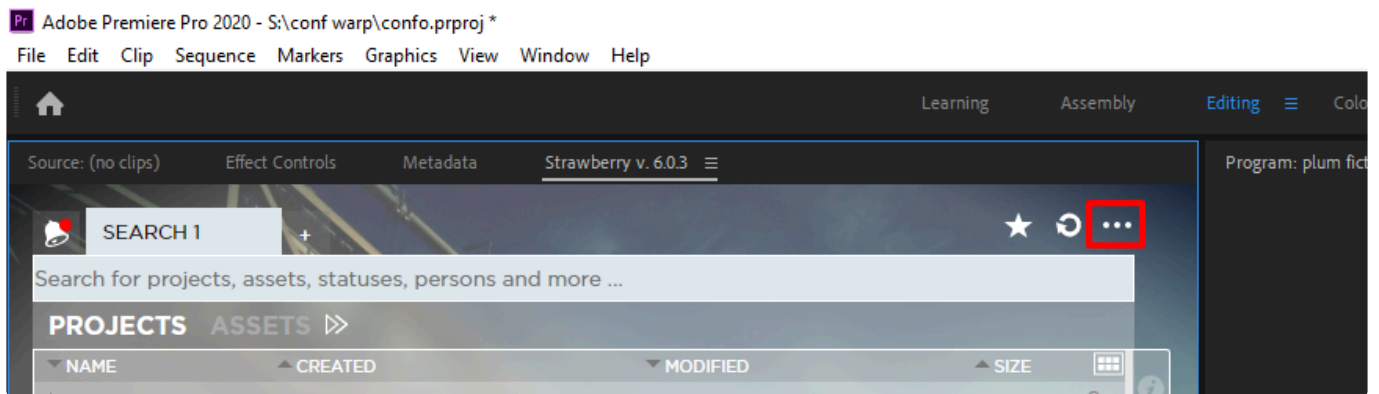 Pr Adobe Premiere Pro 2020 - S:\conf warp\confo.prproj *
File Edit Clip Sequence Markers Graphics View Window Help
Learning Assembly Editing Colo
Source: (no clips) Effect Controls Metadata Strawberry v. 6.0.3 Program: plum fict
SEARCH 1 +
Search for projects, assets, statuses, persons and more ...
PROJECTS ASSETS
NAME CREATED MODIFIED SIZE